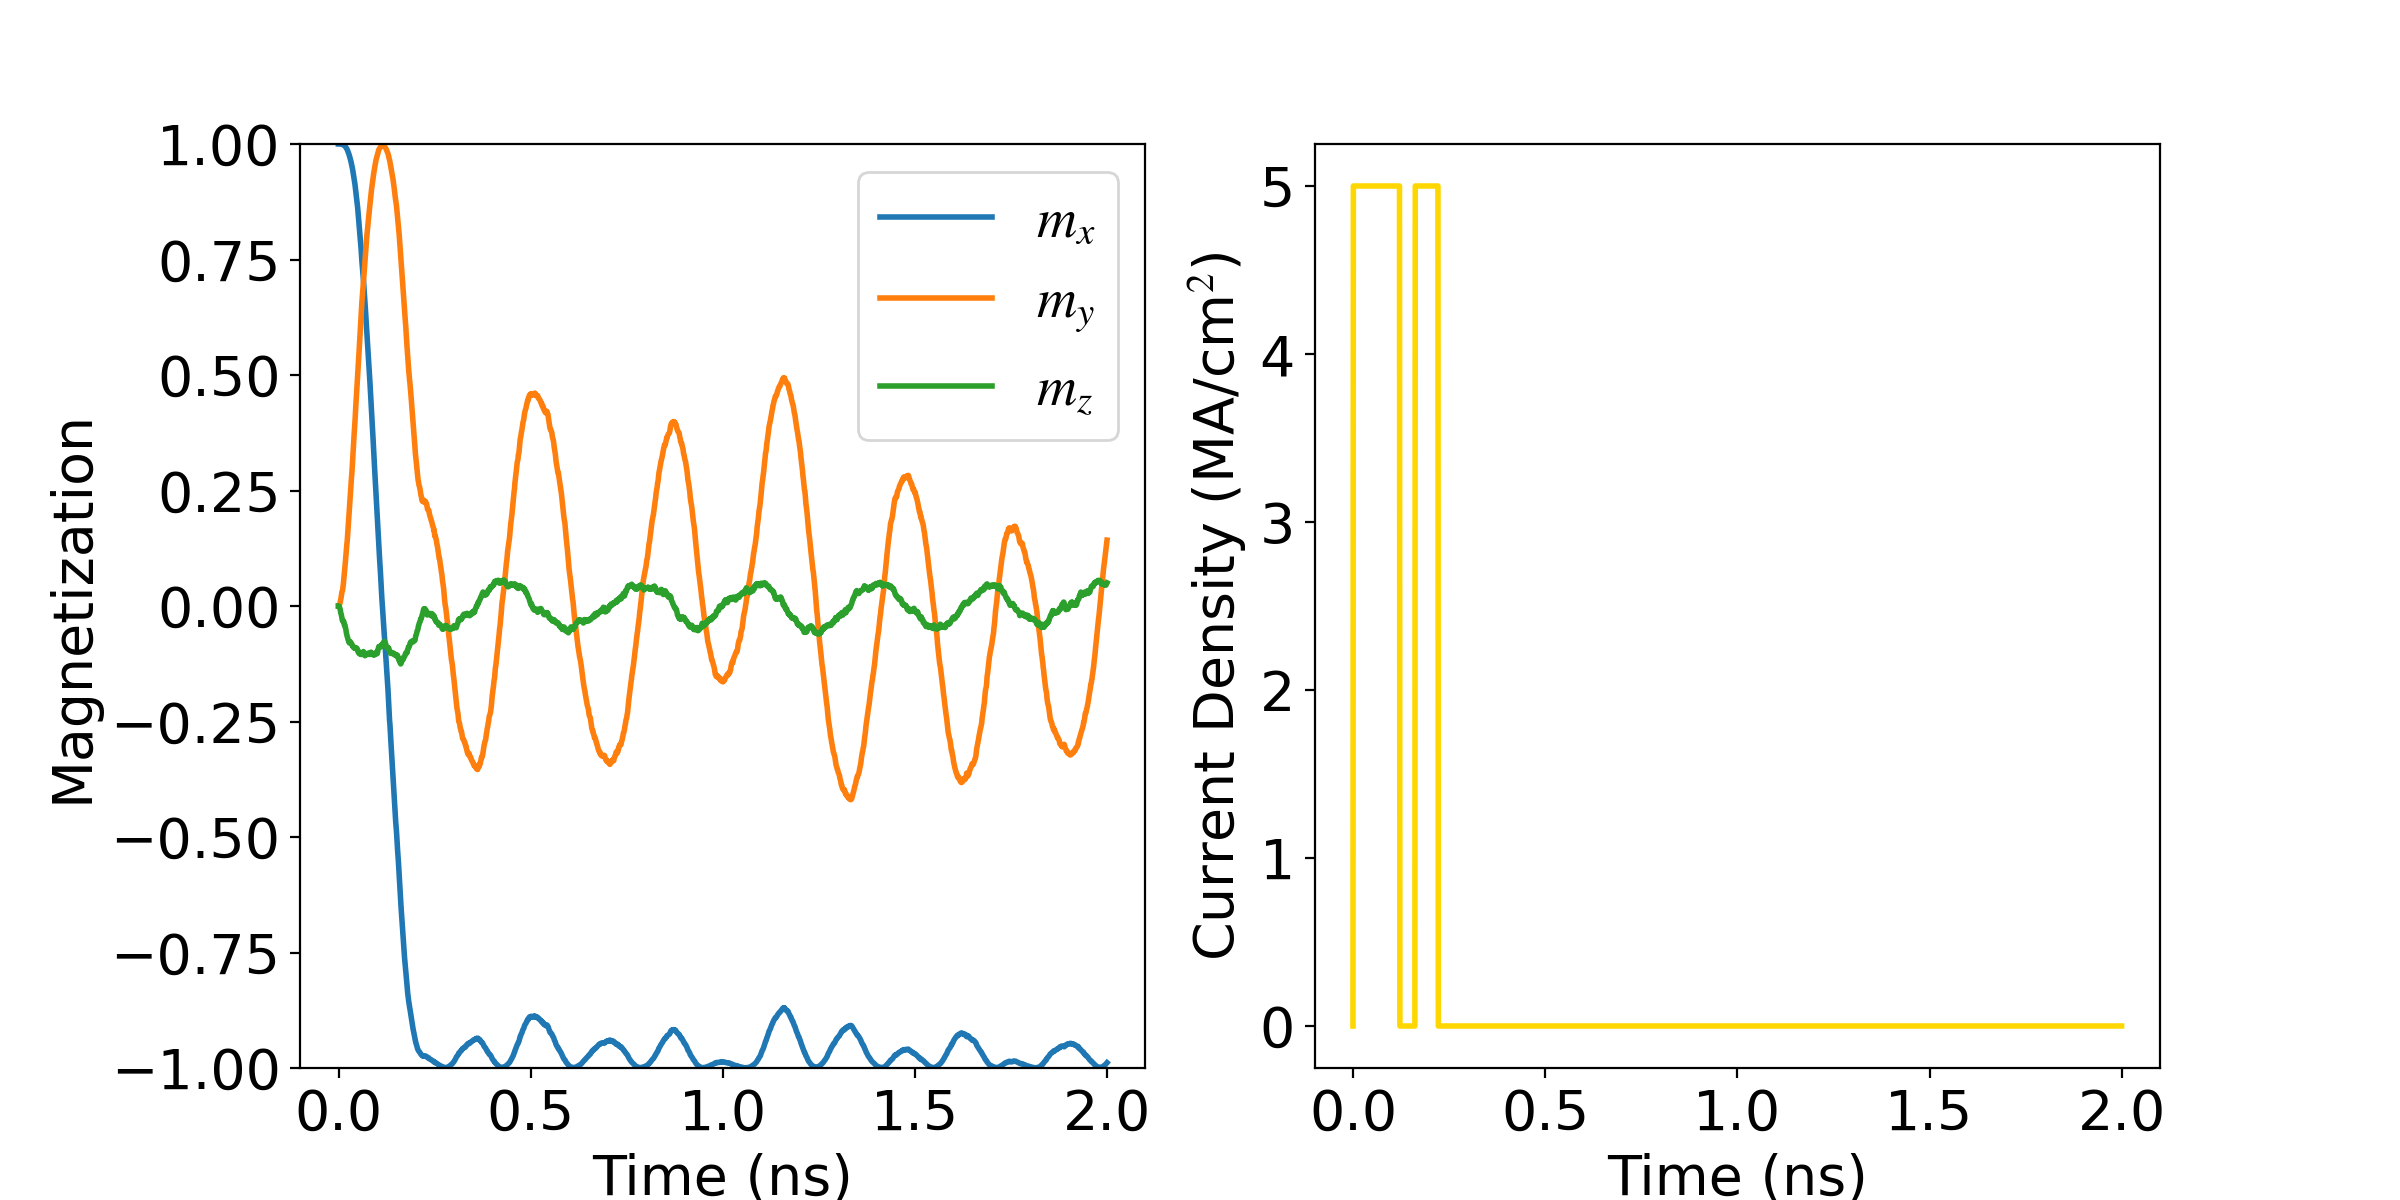 1.00
0.75
0.50
0.25
0.00
−0.25
−0.50
−0.75
−1.00
Magnetization
0.0 0.5 1.0 1.5 2.0
Time (ns)
m_x
m_y
m_z
5
4
3
2
1
0
Current Density (MA/cm²)
0.0 0.5 1.0 1.5 2.0
Time (ns)